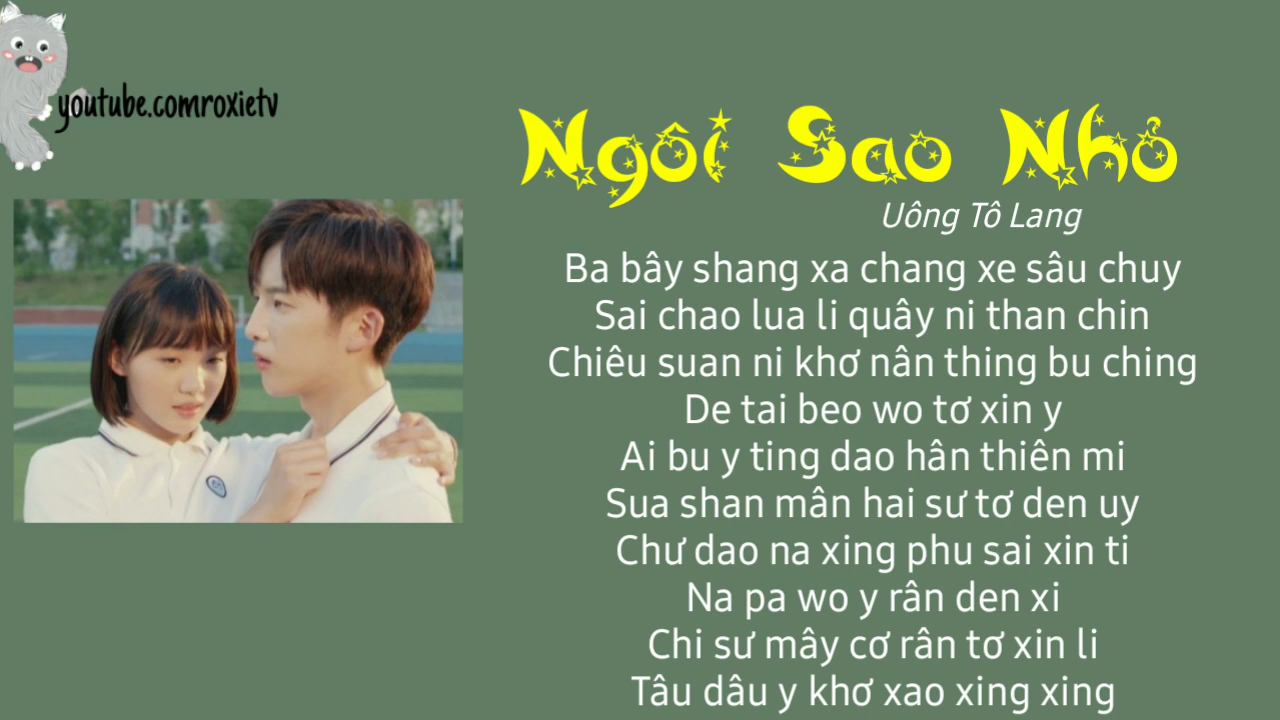 youtube.comroxietv
Ngôi Sao Nhỏ
Uông Tô Lang
Ba bây shang xa chang xe sâu chuy
Sai chao lua li quây ni than chin
Chiêu suan ni khơ nân thing bu ching
De tai beo wo tơ xin y
Ai bu y ting dao hân thiên mi
Sua shan mân hai sư tơ den uy
Chư dao na xing phu sai xin ti
Na pa wo y rân den xi
Chi sư mây cơ rân tơ xin li
Tâu dâu y khơ xao xing xing